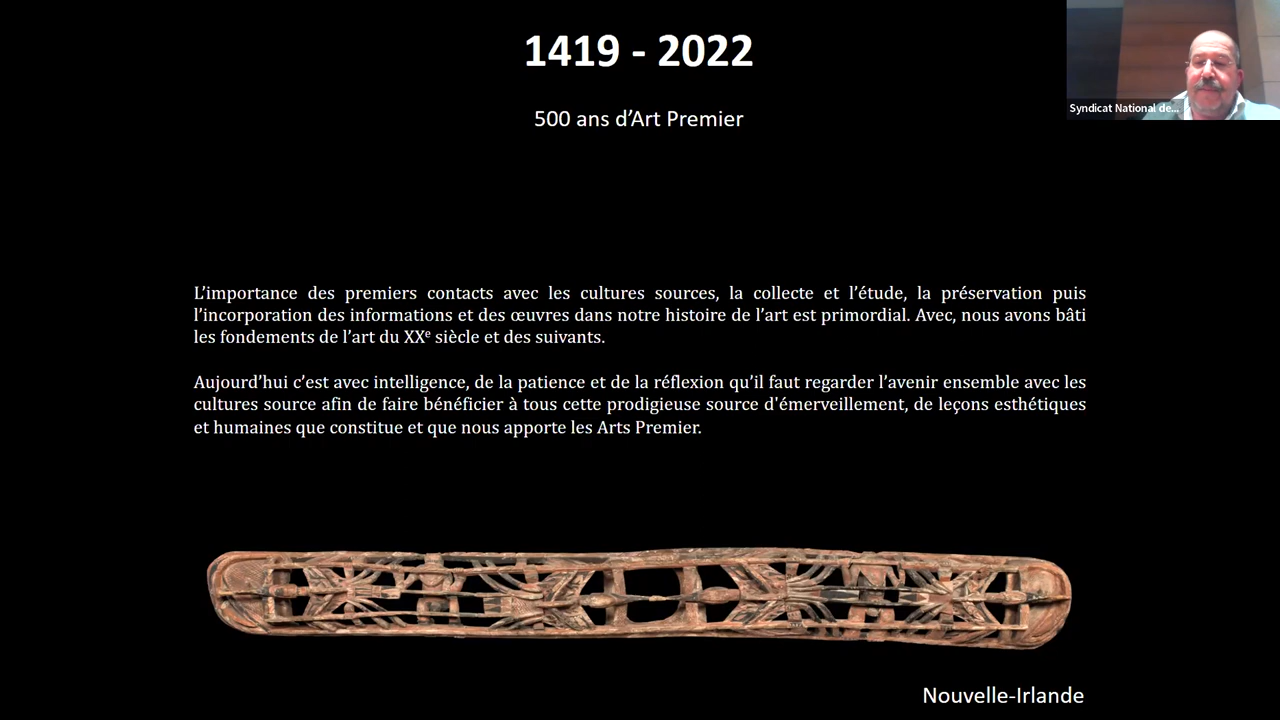 1419 - 2022
500 ans d’Art Premier
Syndicat National de...
L’importance des premiers contacts avec les cultures sources, la collecte et l’étude, la préservation puis
l’incorporation des informations et des œuvres dans notre histoire de l’art est primordial. Avec, nous avons bâti
les fondements de l’art du XXᵉ siècle et des suivants.
Aujourd’hui c’est avec intelligence, de la patience et de la réflexion qu’il faut regarder l’avenir ensemble avec les
cultures source afin de faire bénéficier à tous cette prodigieuse source d'émerveillement, de leçons esthétiques
et humaines que constitue et que nous apporte les Arts Premier.
Nouvelle-Irlande